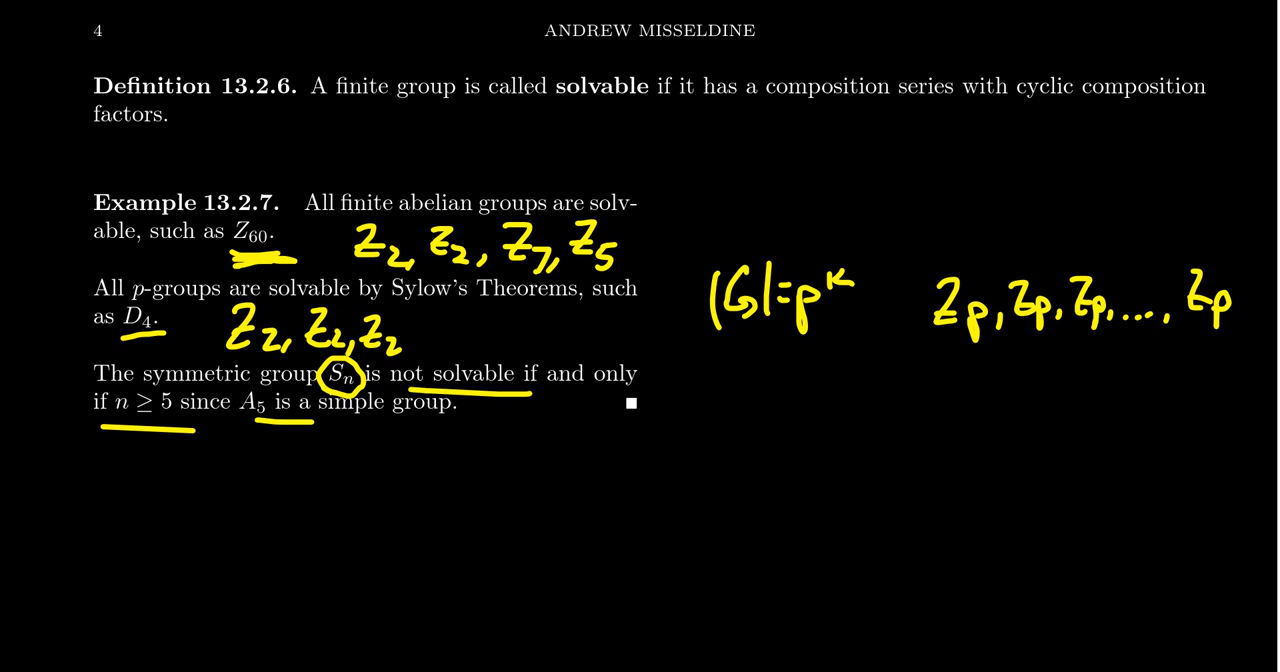 4 ANDREW MISSELDINE
Definition 13.2.6. A finite group is called solvable if it has a composition series with cyclic composition
factors.
Example 13.2.7. All finite abelian groups are solv-
able, such as Z₆₀.
Z₂, Z₂, Z₇, Z₅
All p-groups are solvable by Sylow's Theorems, such
as D₄.
Z₂, Z₂, Z₂
|G|=pᵏ Zₚ, Zₚ, Zₚ, ...., Zₚ
The symmetric group Sₙ is not solvable if and only
if n ≥ 5 since A₅ is a simple group. ■